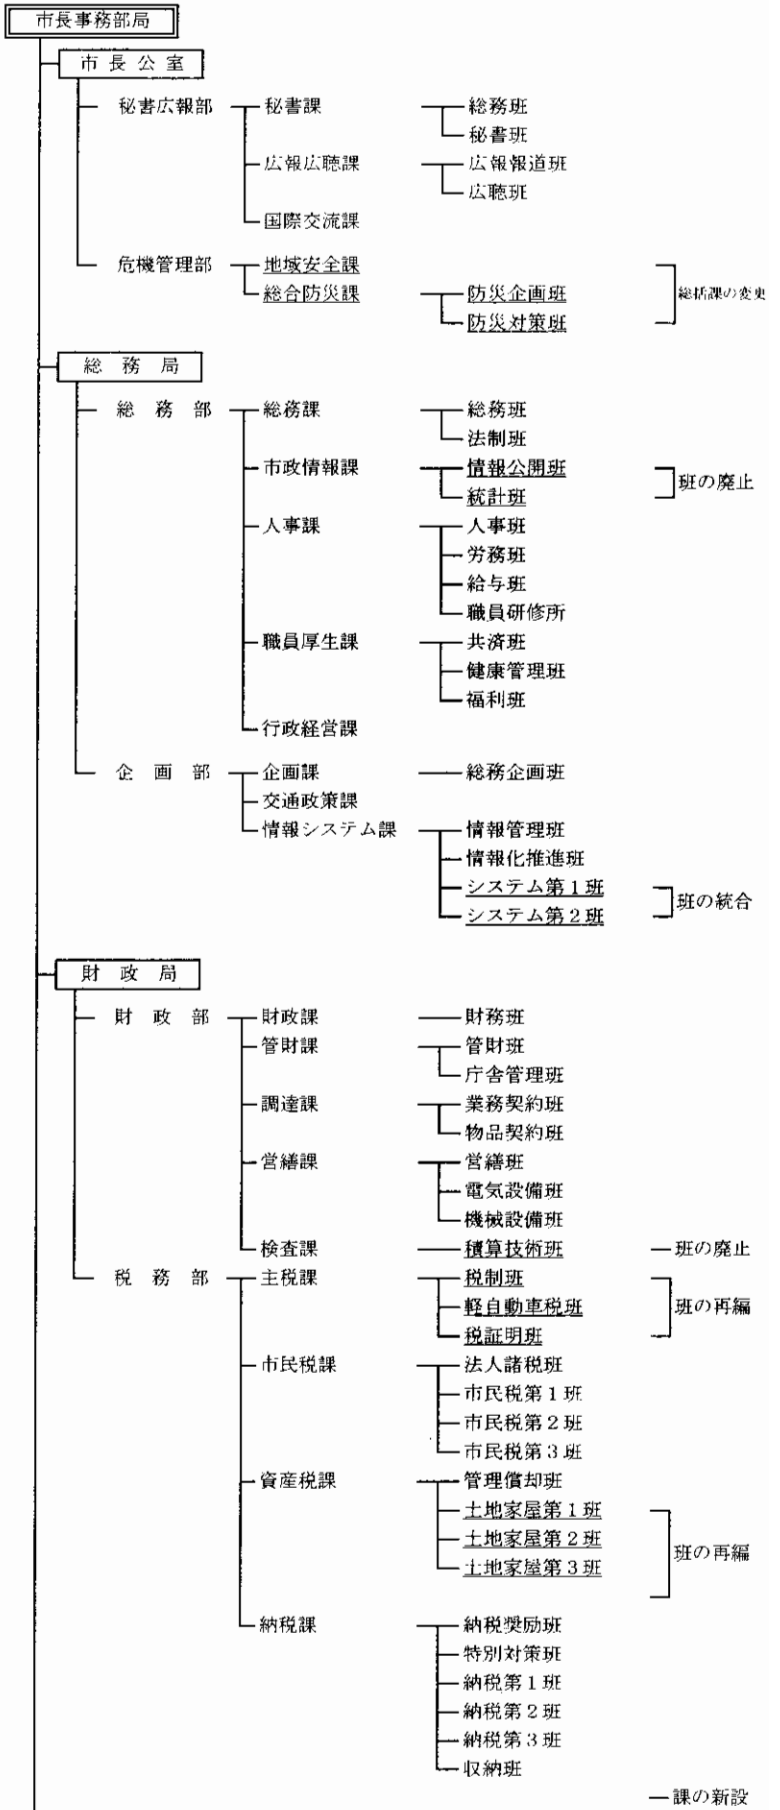 市長事務部局
市長公室
秘書広報部 秘書課 総務班
秘書班
広報広聴課 広報報道班
広聴班
国際交流課
危機管理部 地域安全課
総括課の変更
総合防災課 防災企画班
防災対策班
総務局
総務部 総務課 総務班
法制班
市政情報課 情報公開班
班の廃止
統計班
人事課 人事班
労務班
給与班
職員研修所
職員厚生課 共済班
健康管理班
福利班
行政経営課
企画部 企画課 総務企画班
交通政策課
情報システム課 情報管理班
情報化推進班
システム第1班
班の統合
システム第2班
財政局
財政部 財政課 財務班
管財課 管財班
庁舎管理班
調達課 業務契約班
物品契約班
営繕課 営繕班
電気設備班
機械設備班
検査課 積算技術班 班の廃止
税務部 主税課 税制班
軽自動車税班 班の再編
税証明班
市民税課 法人諸税班
市民税第1班
市民税第2班
市民税第3班
資産税課 管理償却班
土地家屋第1班
土地家屋第2班
班の再編
土地家屋第3班
納税課 納税奨励班
特別対策班
納税第1班
納税第2班
納税第3班
収納班
課の新設